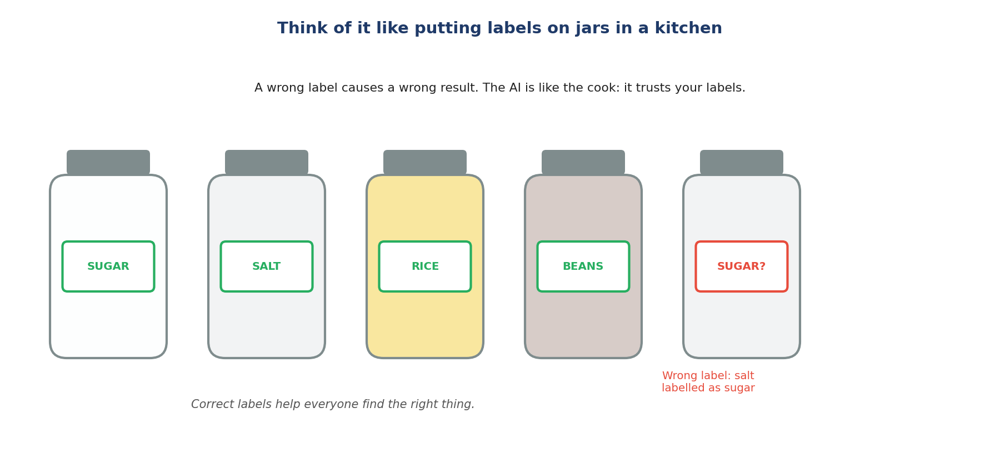 Think of it like putting labels on jars in a kitchen
A wrong label causes a wrong result. The AI is like the cook: it trusts your labels.
SUGAR
SALT
RICE
BEANS
SUGAR?
Wrong label: salt
labelled as sugar
Correct labels help everyone find the right thing.